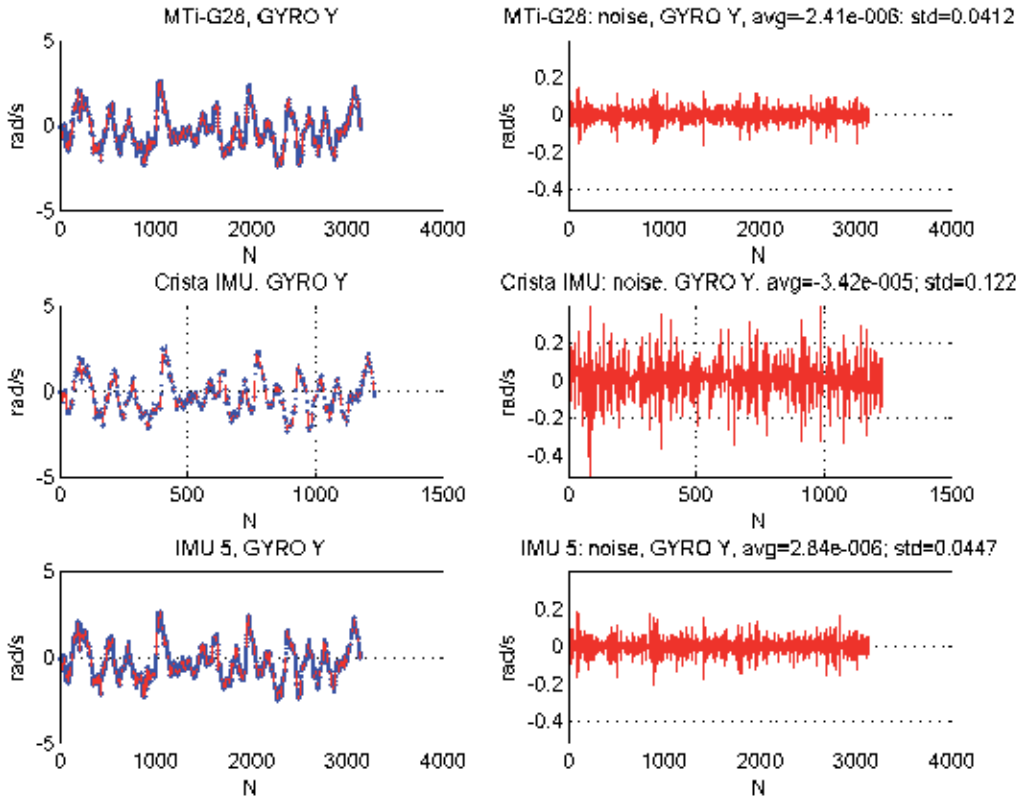 MTi-G28, GYRO Y
5
0
-5
rad/s
0 1000 2000 3000 4000
N
MTi-G28: noise, GYRO Y, avg=-2.41e-006: std=0.0412
0.2
0
-0.2
-0.4
rad/s
0 1000 2000 3000 4000
N
Crista IMU. GYRO Y
5
0
-5
rad/s
0 500 1000 1500
N
Crista IMU: noise. GYRO Y. avg=-3.42e-005; std=0.122
0.2
0
-0.2
-0.4
rad/s
0 500 1000 1500
N
IMU 5, GYRO Y
5
0
-5
rad/s
0 1000 2000 3000 4000
N
IMU 5: noise, GYRO Y, avg=2.84e-006; std=0.0447
0.2
0
-0.2
-0.4
rad/s
0 1000 2000 3000 4000
N